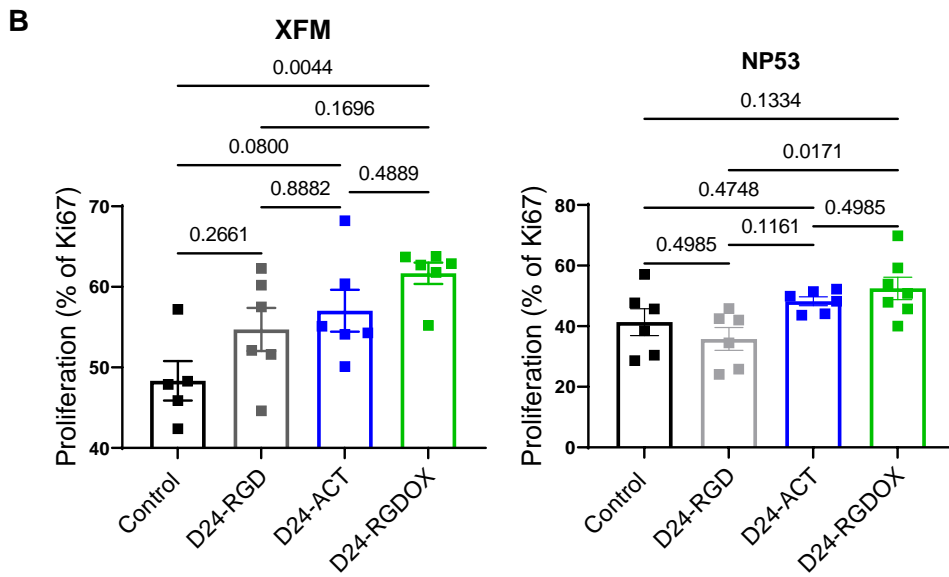 B
XFM
0.0044
0.1696
0.0800
0.4889
0.8882
0.2661
Proliferation (% of Ki67)
70
60
50
40
Control
D24-RGD
D24-ACT
D24-RGDOX
NP53
0.1334
0.0171
0.4748
0.4985
0.1161
0.4985
Proliferation (% of Ki67)
80
60
40
20
0
Control
D24-RGD
D24-ACT
D24-RGDOX